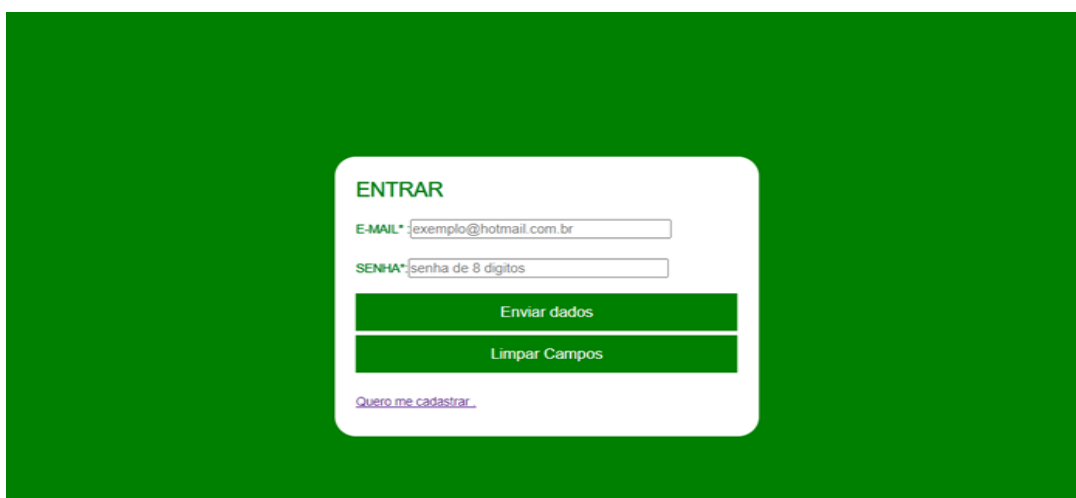 ENTRAR
E-MAIL* :exemplo@hotmail.com.br
SENHA*:senha de 8 digitos
Enviar dados
Limpar Campos
Quero me cadastrar .